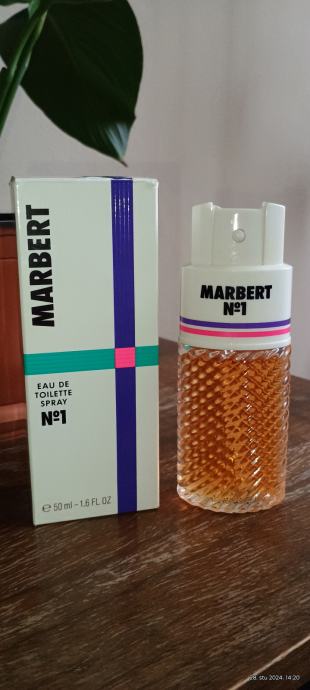 MARBERT
EAU DE
TOILETTE
SPRAY
Nº1
℮ 50 ml - 1.6 FL OZ
MARBERT
Nº1
28. stu 2024. 14:20